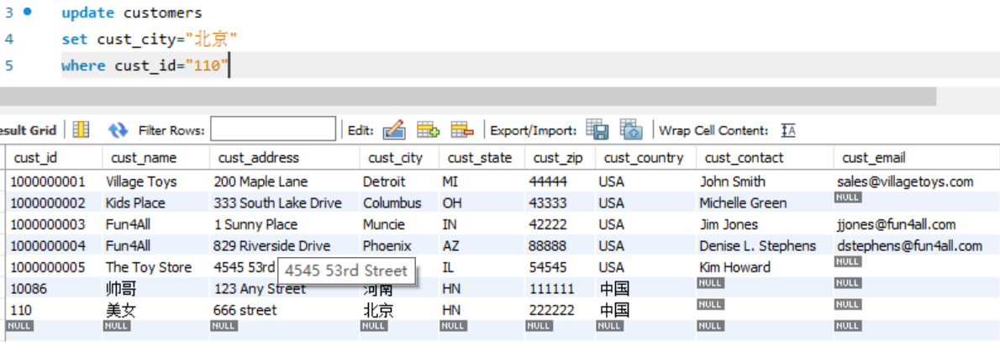 3 update customers
4 set cust_city="北京"
5 where cust_id="110"
esult Grid Filter Rows: Edit: Export/Import: Wrap Cell Content: IA
cust_id cust_name cust_address cust_city cust_state cust_zip cust_country cust_contact cust_email
1000000001 Village Toys 200 Maple Lane Detroit MI 44444 USA John Smith sales@villagetoys.com
1000000002 Kids Place 333 South Lake Drive Columbus OH 43333 USA Michelle Green NULL
1000000003 Fun4All 1 Sunny Place Muncie IN 42222 USA Jim Jones jjones@fun4all.com
1000000004 Fun4All 829 Riverside Drive Phoenix AZ 88888 USA Denise L. Stephens dstephens@fun4all.com
1000000005 The Toy Store 4545 53rd 4545 53rd Street IL 54545 USA Kim Howard NULL
10086 帅哥 123 Any Street 河南 HN 111111 中国 NULL NULL
110 美女 666 street 北京 HN 222222 中国 NULL NULL
NULL NULL NULL NULL NULL NULL NULL NULL NULL